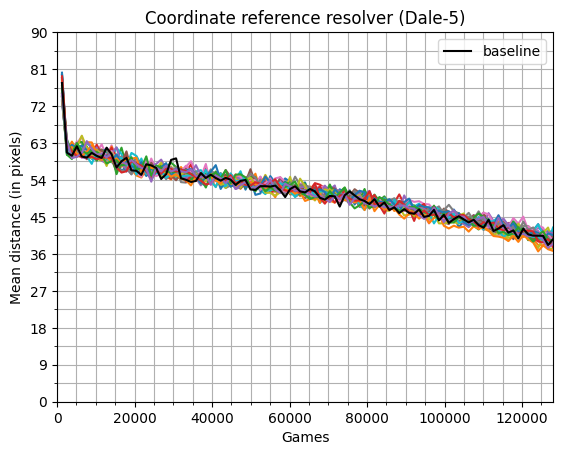 Coordinate reference resolver (Dale-5)
baseline
Mean distance (in pixels)
90
81
72
63
54
45
36
27
18
9
0
0 20000 40000 60000 80000 100000 120000
Games